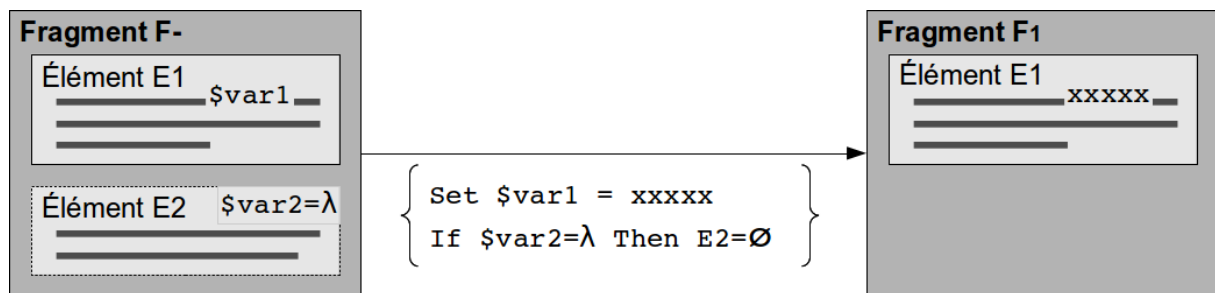 Fragment F-
Élément E1
$var1
Élément E2
$var2=λ
Set $var1 = xxxxx
If $var2=λ Then E2=Ø
Fragment F1
Élément E1
xxxxx